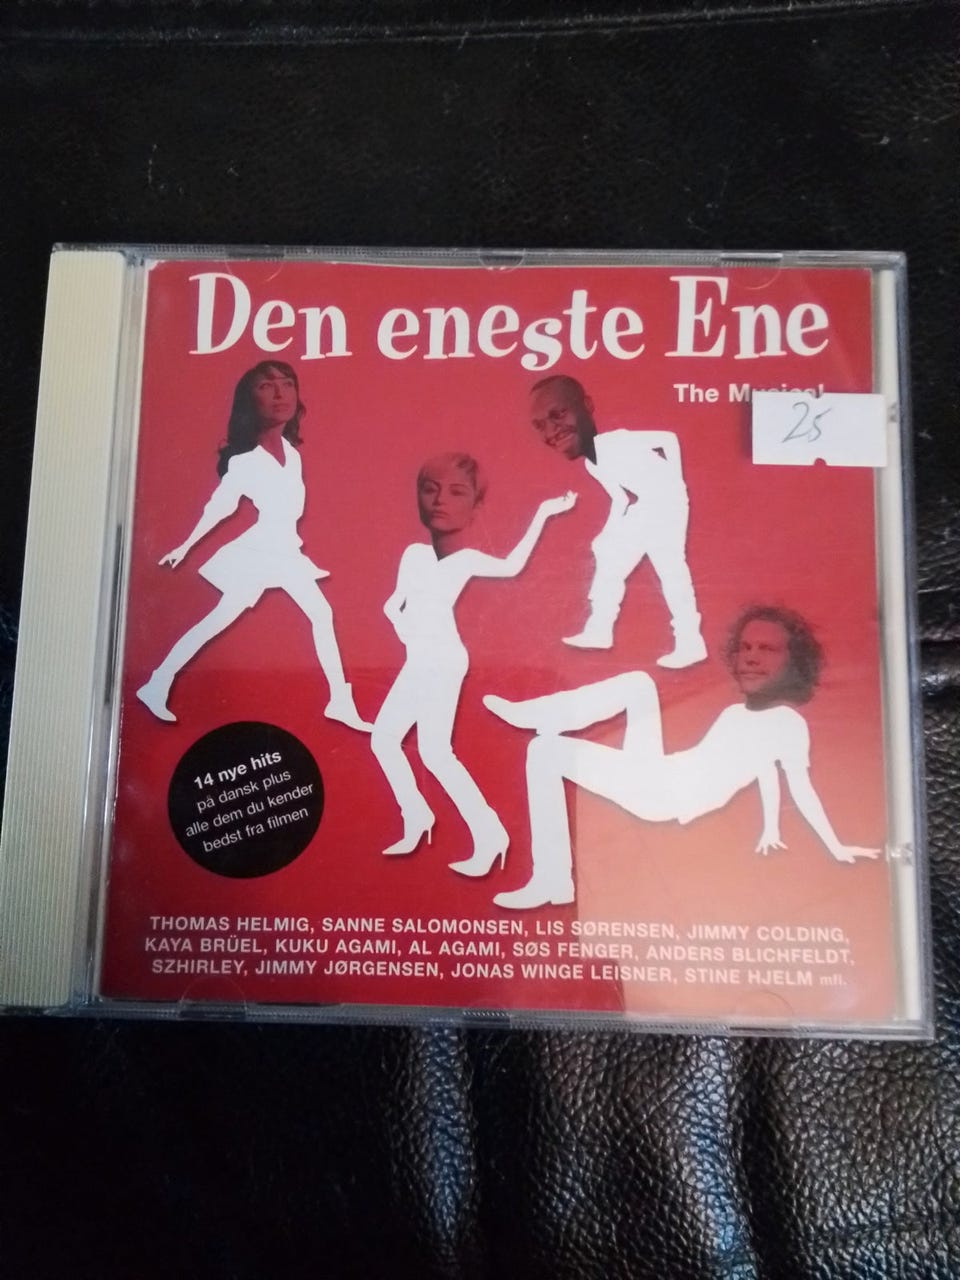 Den eneste Ene
The Musical
25
14 nye hits
på dansk plus
alle dem du kender
bedst fra filmen
THOMAS HELMIG, SANNE SALOMONSEN, LIS SØRENSEN, JIMMY COLDING,
KAYA BRÜEL, KUKU AGAMI, AL AGAMI, SØS FENGER, ANDERS BLICHFELDT,
SZHIRLEY, JIMMY JØRGENSEN, JONAS WINGE LEISNER, STINE HJELM mfl.